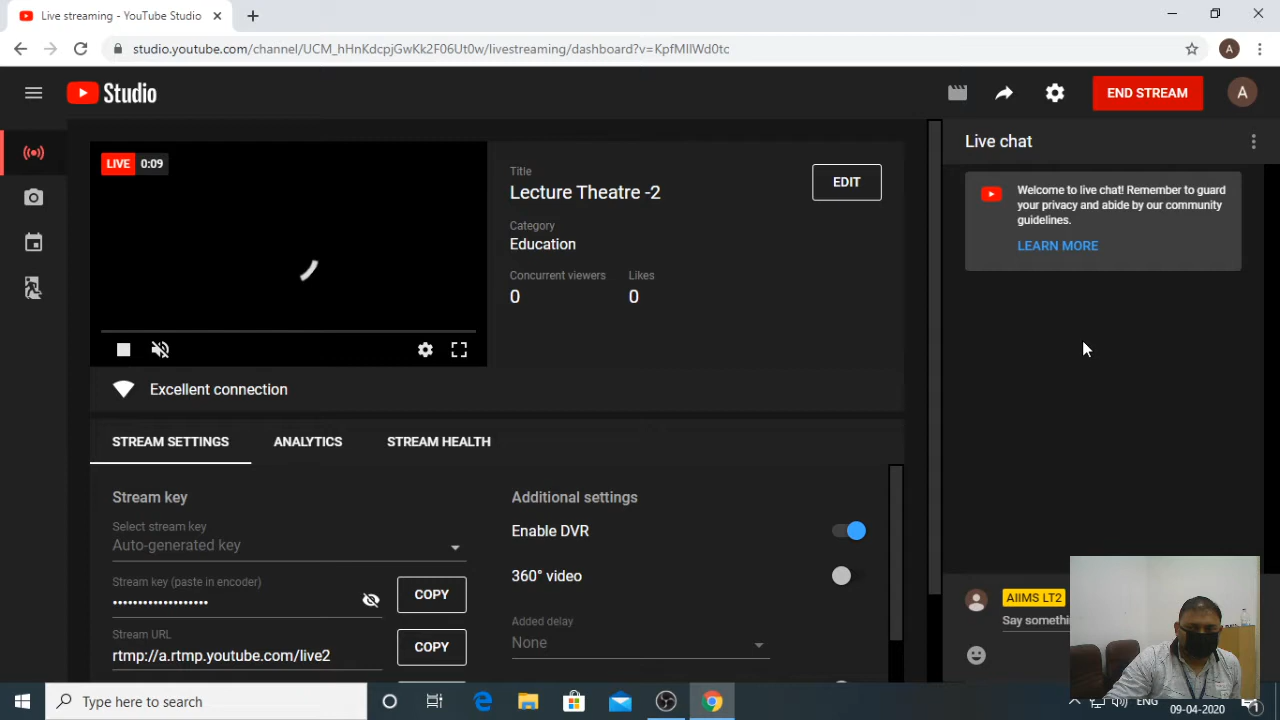 Live streaming - YouTube Studio
studio.youtube.com/channel/UCM_hHnKdcpjGwKk2F06Ut0w/livestreaming/dashboard?v=KpfMIlWd0tc
A
Studio
END STREAM
A
LIVE 0:09
Title
Lecture Theatre -2
EDIT
Category
Education
Concurrent viewers
Likes
0
0
Excellent connection
Live chat
Welcome to live chat! Remember to guard
your privacy and abide by our community
guidelines.
LEARN MORE
STREAM SETTINGS
ANALYTICS
STREAM HEALTH
Stream key
Select stream key
Auto-generated key
Stream key (paste in encoder)
•••••••••••••••••••
COPY
Stream URL
rtmp://a.rtmp.youtube.com/live2
COPY
Additional settings
Enable DVR
360° video
Added delay
None
AIIMS LT2
Say somethi
Type here to search
ENG
09-04-2020
1